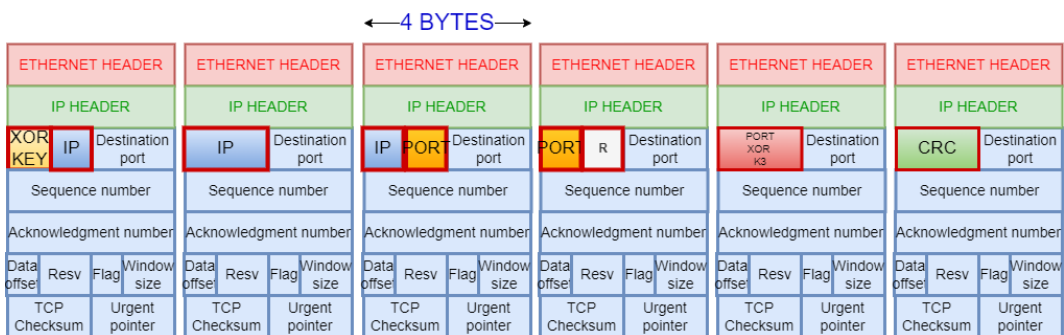 4 BYTES
ETHERNET HEADER ETHERNET HEADER ETHERNET HEADER ETHERNET HEADER ETHERNET HEADER ETHERNET HEADER
IP HEADER IP HEADER IP HEADER IP HEADER IP HEADER IP HEADER
XOR KEY IP Destination port IP Destination port IP PORT Destination port PORT R Destination port PORT XOR K3 Destination port CRC Destination port
Sequence number Sequence number Sequence number Sequence number Sequence number Sequence number
Acknowledgment number Acknowledgment number Acknowledgment number Acknowledgment number Acknowledgment number Acknowledgment number
Data offset Resv Flag Window size Data offset Resv Flag Window size Data offset Resv Flag Window size Data offset Resv Flag Window size Data offset Resv Flag Window size Data offset Resv Flag Window size
TCP Checksum Urgent pointer TCP Checksum Urgent pointer TCP Checksum Urgent pointer TCP Checksum Urgent pointer TCP Checksum Urgent pointer TCP Checksum Urgent pointer